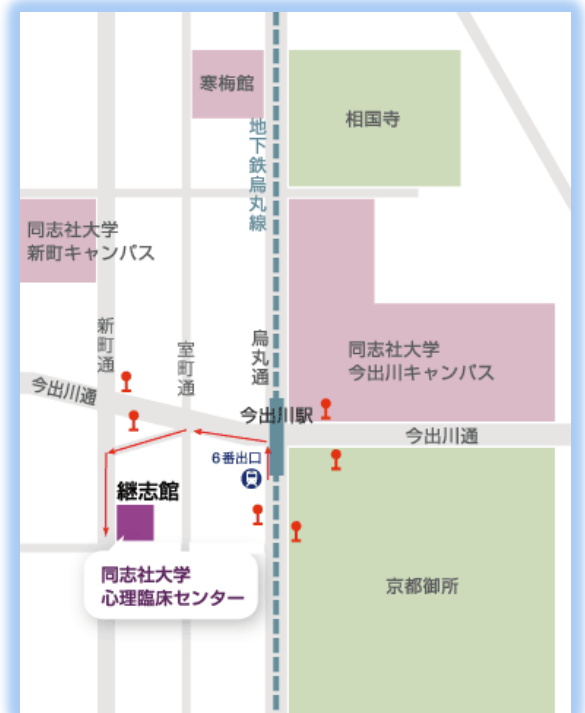 寒梅館
相国寺
地下鉄烏丸線
同志社大学
新町キャンパス
新町通
室町通
烏丸通
同志社大学
今出川キャンパス
今出川通
今出川駅
今出川通
6番出口
継志館
同志社大学
心理臨床センター
京都御所